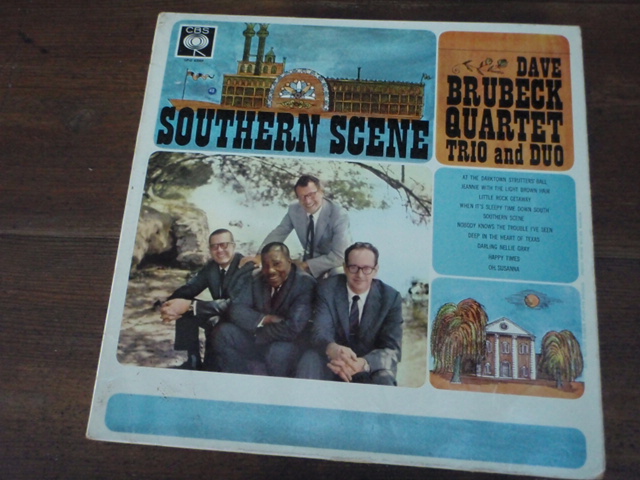 CBS
SOUTHERN SCENE
DAVE
BRUBECK
QUARTET
TRIO and DUO
AT THE DARKTOWN STRUTTERS BALL
JEANNIE WITH THE LIGHT BROWN HAIR
LITTLE ROCK GETAWAY
WHEN IT'S SLEEPY TIME DOWN SOUTH
SOUTHERN SCENE
NOBODY KNOWS THE TROUBLE I'VE SEEN
DEEP IN THE HEART OF TEXAS
DARLING NELLIE GRAY
HAPPY TIMES
OH, SUSANNA